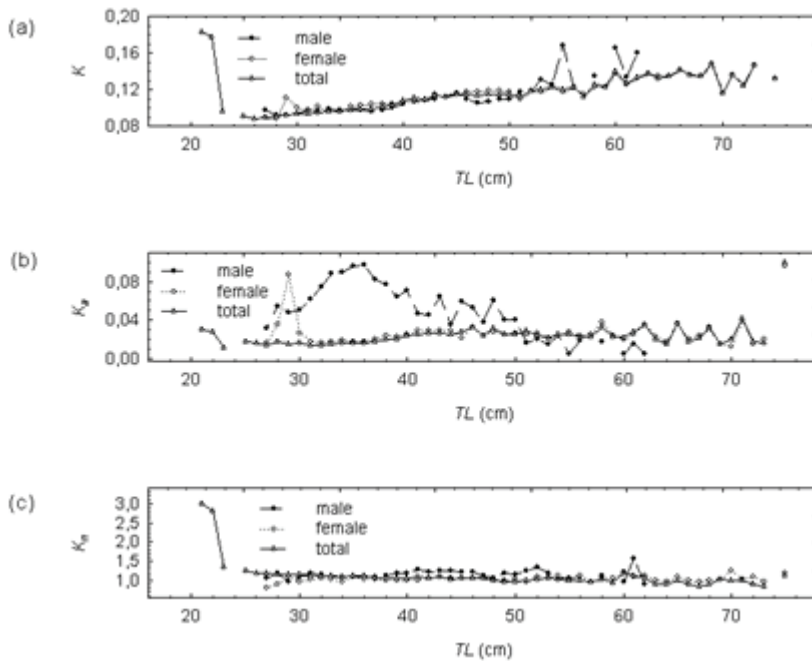 (a)
0,20
0,16
0,12
0,08
K
male
female
total
20 30 40 50 60 70
TL (cm)
(b)
0,08
0,04
0,00
male
female
total
20 30 40 50 60 70
TL (cm)
(c)
3,0
2,5
2,0
1,5
1,0
Kn
male
female
total
20 30 40 50 60 70
TL (cm)